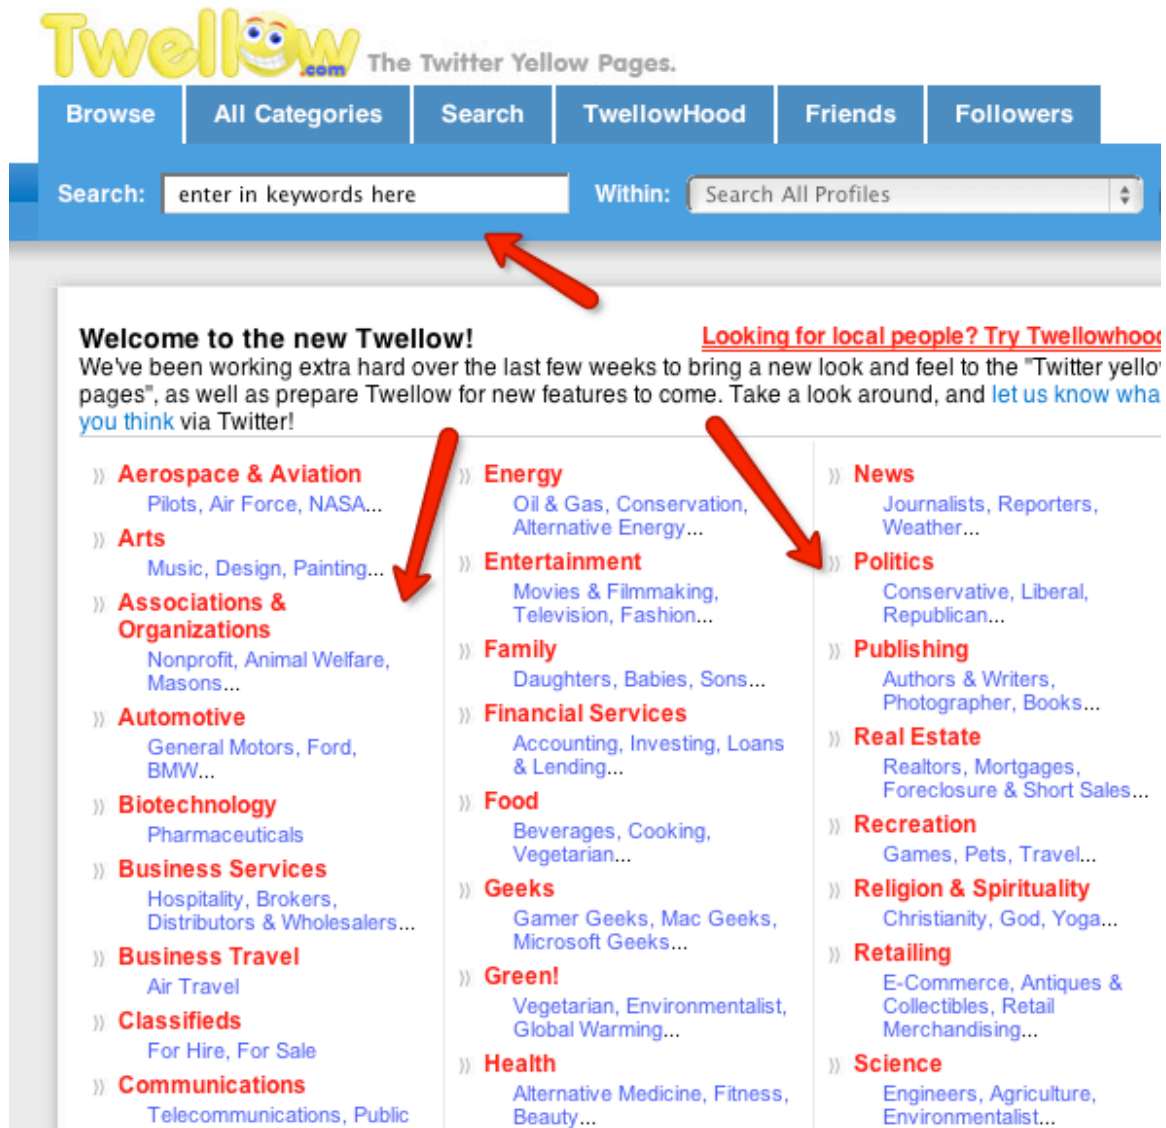 Twellow.com The Twitter Yellow Pages.
Browse All Categories Search TwellowHood Friends Followers
Search: enter in keywords here Within: Search All Profiles
Welcome to the new Twellow! Looking for local people? Try Twellowhood
We've been working extra hard over the last few weeks to bring a new look and feel to the "Twitter yello
pages", as well as prepare Twellow for new features to come. Take a look around, and let us know wha
you think via Twitter!
Aerospace & Aviation
Pilots, Air Force, NASA...
Arts
Music, Design, Painting...
Associations &
Organizations
Nonprofit, Animal Welfare,
Masons...
Automotive
General Motors, Ford,
BMW...
Biotechnology
Pharmaceuticals
Business Services
Hospitality, Brokers,
Distributors & Wholesalers...
Business Travel
Air Travel
Classifieds
For Hire, For Sale
Communications
Telecommunications, Public
Energy
Oil & Gas, Conservation,
Alternative Energy...
Entertainment
Movies & Filmmaking,
Television, Fashion...
Family
Daughters, Babies, Sons...
Financial Services
Accounting, Investing, Loans
& Lending...
Food
Beverages, Cooking,
Vegetarian...
Geeks
Gamer Geeks, Mac Geeks,
Microsoft Geeks...
Green!
Vegetarian, Environmentalist,
Global Warming...
Health
Alternative Medicine, Fitness,
Beauty...
News
Journalists, Reporters,
Weather...
Politics
Conservative, Liberal,
Republican...
Publishing
Authors & Writers,
Photographer, Books...
Real Estate
Realtors, Mortgages,
Foreclosure & Short Sales...
Recreation
Games, Pets, Travel...
Religion & Spirituality
Christianity, God, Yoga...
Retailing
E-Commerce, Antiques &
Collectibles, Retail
Merchandising...
Science
Engineers, Agriculture,
Environmentalist...